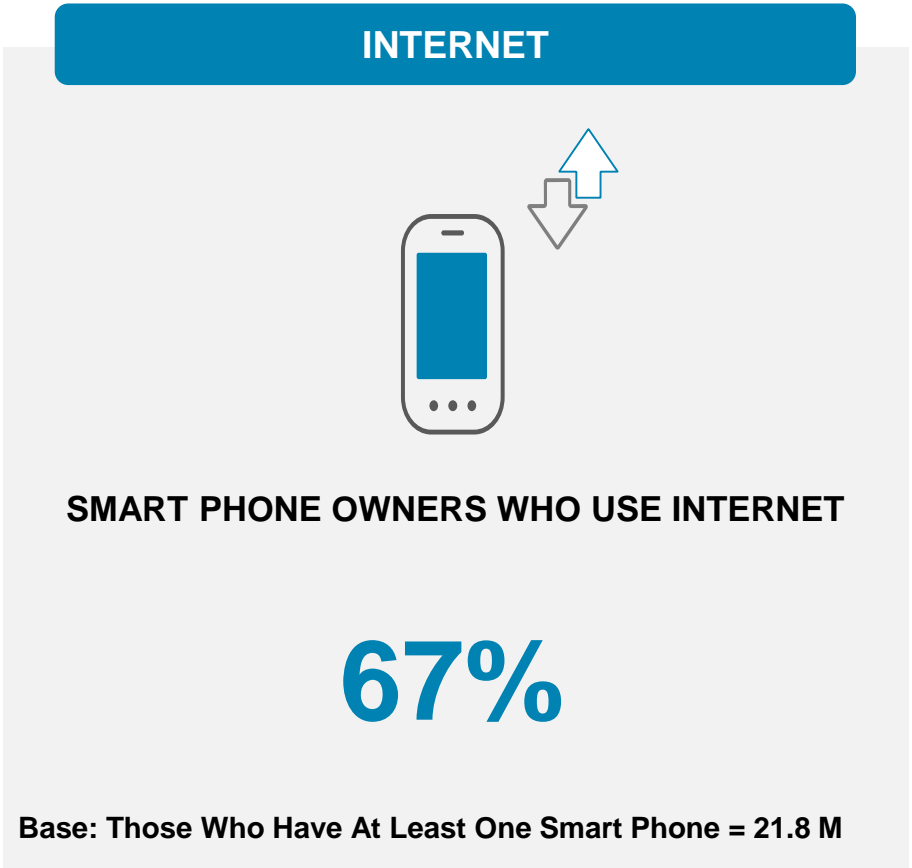 INTERNET
SMART PHONE OWNERS WHO USE INTERNET
67%
Base: Those Who Have At Least One Smart Phone = 21.8 M